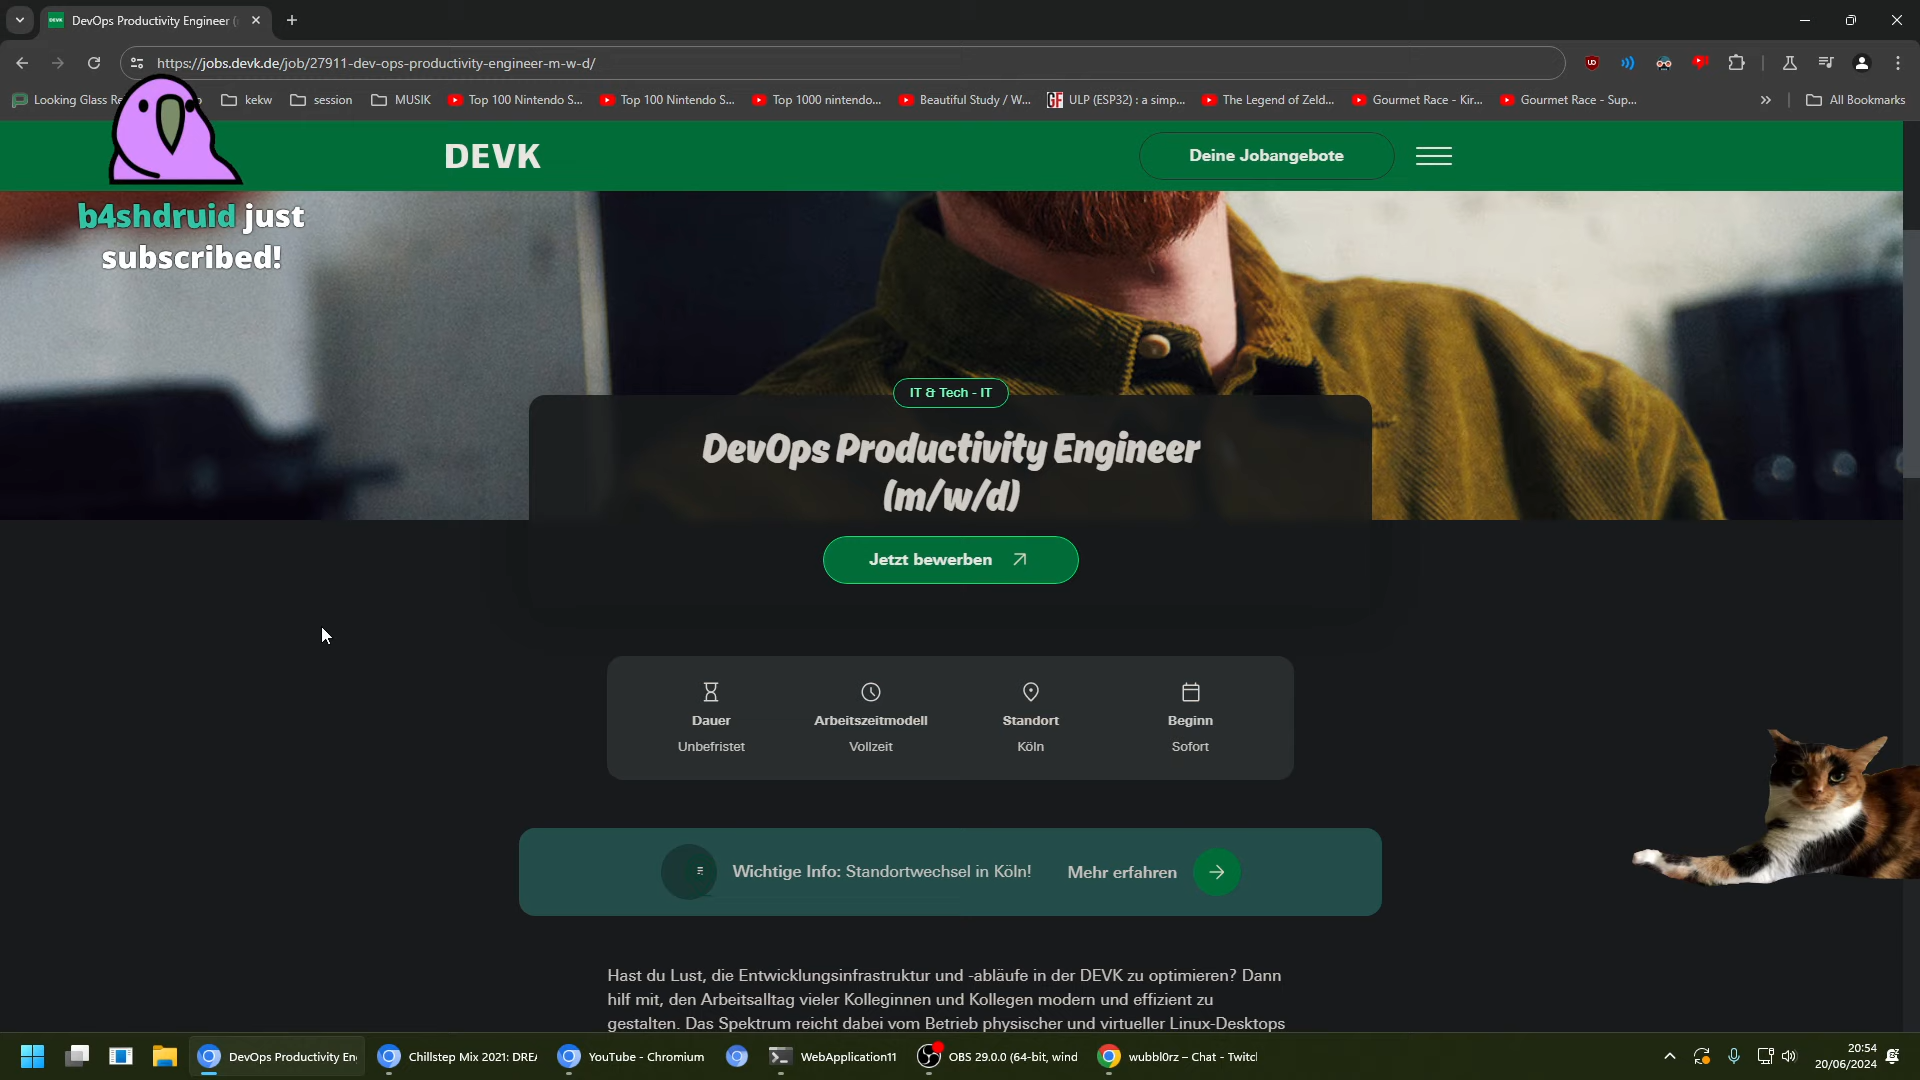 DevOps Productivity Engineer (
https://jobs.devk.de/job/27911-dev-ops-productivity-engineer-m-w-d/
Looking Glass
kekw
session
MUSIK
Top 100 Nintendo S...
Top 100 Nintendo S...
Top 1000 nintendo...
Beautiful Study / W...
ULP (ESP32) : a simp...
The Legend of Zeld...
Gourmet Race - Kir...
Gourmet Race - Sup...
All Bookmarks
DEVK
Deine Jobangebote
b4shdruid just
subscribed!
IT & Tech - IT
DevOps Productivity Engineer
(m/w/d)
Jetzt bewerben
Dauer
Unbefristet
Arbeitszeitmodell
Vollzeit
Standort
Köln
Beginn
Sofort
Wichtige Info: Standortwechsel in Köln!
Mehr erfahren
Hast du Lust, die Entwicklungsinfrastruktur und -abläufe in der DEVK zu optimieren? Dann
hilf mit, den Arbeitsalltag vieler Kolleginnen und Kollegen modern und effizient zu
gestalten. Das Spektrum reicht dabei vom Betrieb physischer und virtueller Linux-Desktops
DevOps Productivity En
Chillstep Mix 2021: DREA
YouTube - Chromium
WebApplication11
OBS 29.0.0 (64-bit, wind
wubbl0rz – Chat - Twitc
20:54
20/06/2024